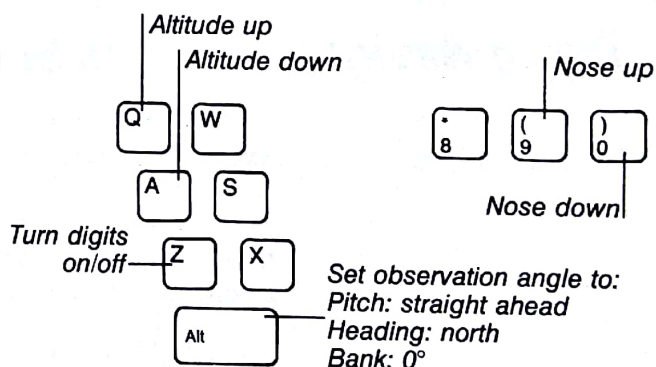 Altitude up
Altitude down
Nose up
Q
W
*
8
(
9
)
0
A
S
Nose down
Turn digits
on/off
Z
X
Set observation angle to:
Pitch: straight ahead
Alt
Heading: north
Bank: 0°